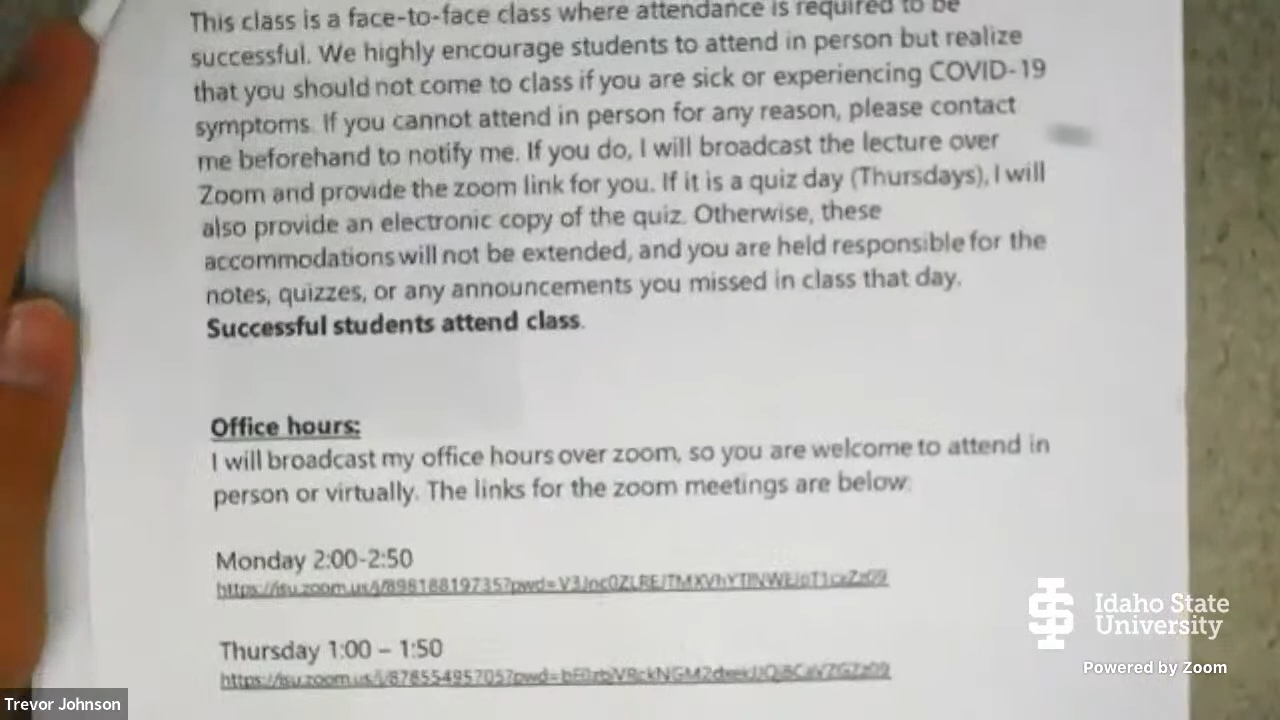 This class is a face-to-face class where attendance is required to be
successful. We highly encourage students to attend in person but realize
that you should not come to class if you are sick or experiencing COVID-19
symptoms. If you cannot attend in person for any reason, please contact
me beforehand to notify me. If you do, I will broadcast the lecture over
Zoom and provide the zoom link for you. If it is a quiz day (Thursdays), I will
also provide an electronic copy of the quiz. Otherwise, these
accommodations will not be extended, and you are held responsible for the
notes, quizzes, or any announcements you missed in class that day.
Successful students attend class.
Office hours:
I will broadcast my office hours over zoom, so you are welcome to attend in
person or virtually. The links for the zoom meetings are below:
Monday 2:00-2:50
Thursday 1:00 – 1:50
Idaho State
University
Powered by Zoom
Trevor Johnson